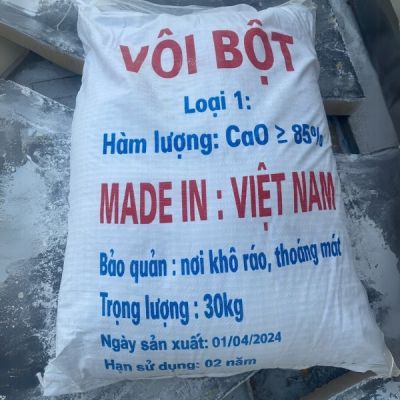 VÔI BỘT
Loại 1:
Hàm lượng: CaO ≥ 85%
MADE IN : VIỆT NAM
Bảo quản : nơi khô ráo, thoáng mát
Trọng lượng : 30kg
Ngày sản xuất: 01/04/2024
Hạn sử dụng: 02 năm